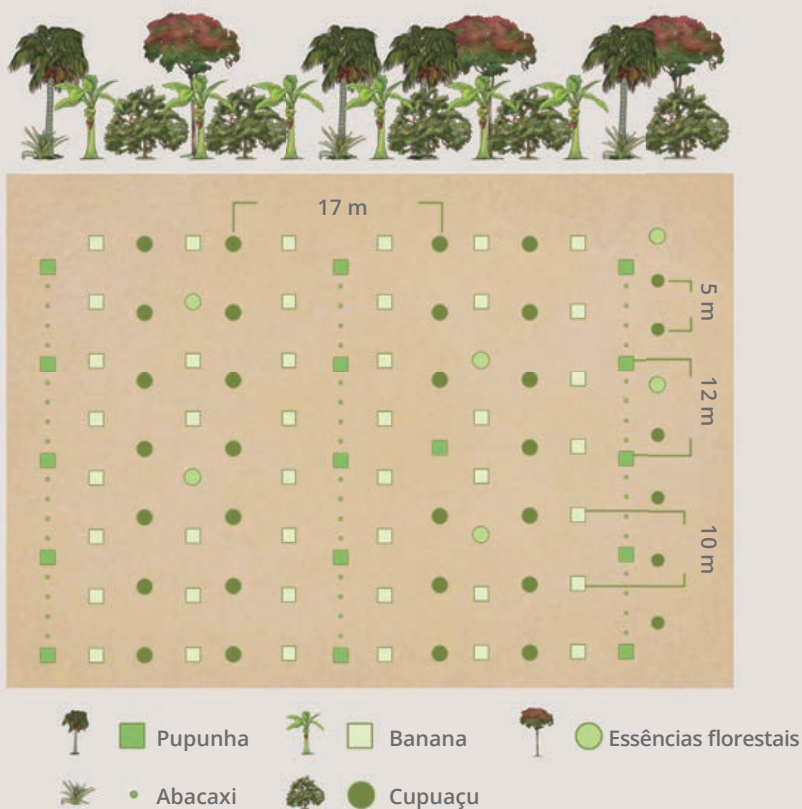 17 m
5 m
12 m
10 m
Pupunha Banana Essências florestais
Abacaxi Cupuaçu